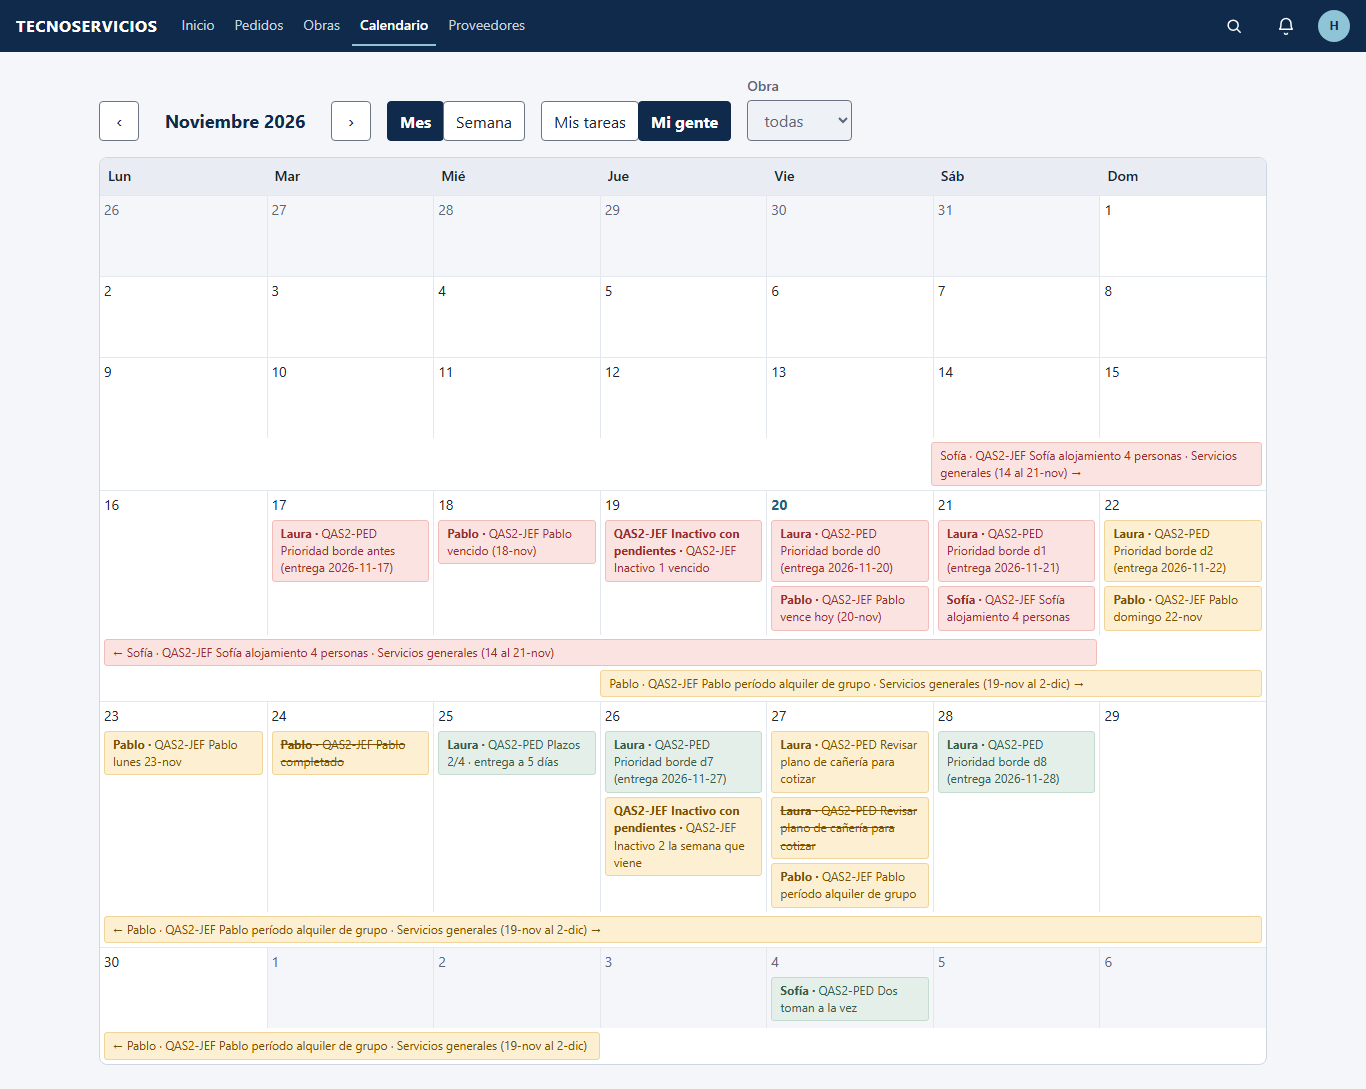 TECNOSERVICIOS Inicio Pedidos Obras Calendario Proveedores H
Obra
‹ Noviembre 2026 › Mes Semana Mis tareas Mi gente todas
Lun Mar Mié Jue Vie Sáb Dom
26 27 28 29 30 31 1
2 3 4 5 6 7 8
9 10 11 12 13 14 15
Sofía · QAS2-JEF Sofía alojamiento 4 personas · Servicios
generales (14 al 21-nov) →
16
17
Laura · QAS2-PED
Prioridad borde antes
(entrega 2026-11-17)
18
Pablo · QAS2-JEF Pablo
vencido (18-nov)
19
QAS2-JEF Inactivo con
pendientes · QAS2-JEF
Inactivo 1 vencido
20
Laura · QAS2-PED
Prioridad borde d0
(entrega 2026-11-20)
Pablo · QAS2-JEF Pablo
vence hoy (20-nov)
21
Laura · QAS2-PED
Prioridad borde d1
(entrega 2026-11-21)
Sofía · QAS2-JEF Sofía
alojamiento 4 personas
22
Laura · QAS2-PED
Prioridad borde d2
(entrega 2026-11-22)
Pablo · QAS2-JEF Pablo
domingo 22-nov
← Sofía · QAS2-JEF Sofía alojamiento 4 personas · Servicios generales (14 al 21-nov)
Pablo · QAS2-JEF Pablo período alquiler de grupo · Servicios generales (19-nov al 2-dic) →
23
Pablo · QAS2-JEF Pablo
lunes 23-nov
24
Pablo · QAS2-JEF Pablo
completado
25
Laura · QAS2-PED Plazos
2/4 · entrega a 5 días
26
Laura · QAS2-PED
Prioridad borde d7
(entrega 2026-11-27)
QAS2-JEF Inactivo con
pendientes · QAS2-JEF
Inactivo 2 la semana que
viene
27
Laura · QAS2-PED Revisar
plano de cañería para
cotizar
Laura · QAS2-PED Revisar
plano de cañería para
cotizar
Pablo · QAS2-JEF Pablo
período alquiler de grupo
28
Laura · QAS2-PED
Prioridad borde d8
(entrega 2026-11-28)
29
← Pablo · QAS2-JEF Pablo período alquiler de grupo · Servicios generales (19-nov al 2-dic) →
30 1 2 3 4 5 6
Sofía · QAS2-PED Dos
toman a la vez
← Pablo · QAS2-JEF Pablo período alquiler de grupo · Servicios generales (19-nov al 2-dic)